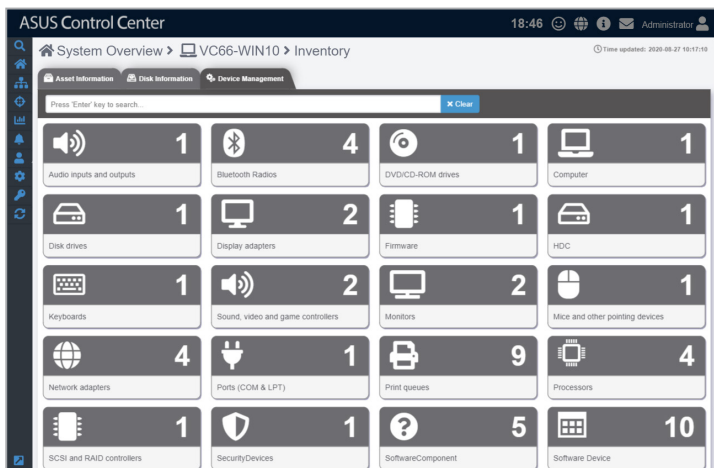 ASUS Control Center
18:46
Administrator
System Overview > VC66-WIN10 > Inventory
Time updated: 2020-08-27 10:17:10
Asset Information
Disk Information
Device Management
Press 'Enter' key to search...
× Clear
1
4
1
1
Audio inputs and outputs
Bluetooth Radios
DVD/CD-ROM drives
Computer
1
2
1
1
Disk drives
Display adapters
Firmware
HDC
1
2
2
1
Keyboards
Sound, video and game controllers
Monitors
Mice and other pointing devices
4
1
9
4
Network adapters
Ports (COM & LPT)
Print queues
Processors
1
1
5
10
SCSI and RAID controllers
SecurityDevices
SoftwareComponent
Software Device